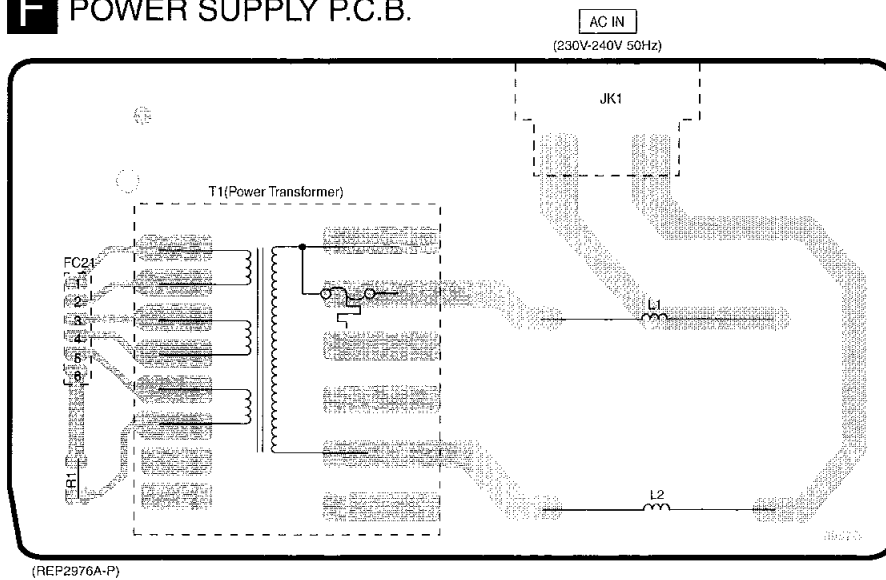 F POWER SUPPLY P.C.B.
AC IN
(230V-240V 50Hz)
JK1
T1(Power Transformer)
FC21
1
2
3
4
5
6
L1
R1
L2
(REP2976A-P)